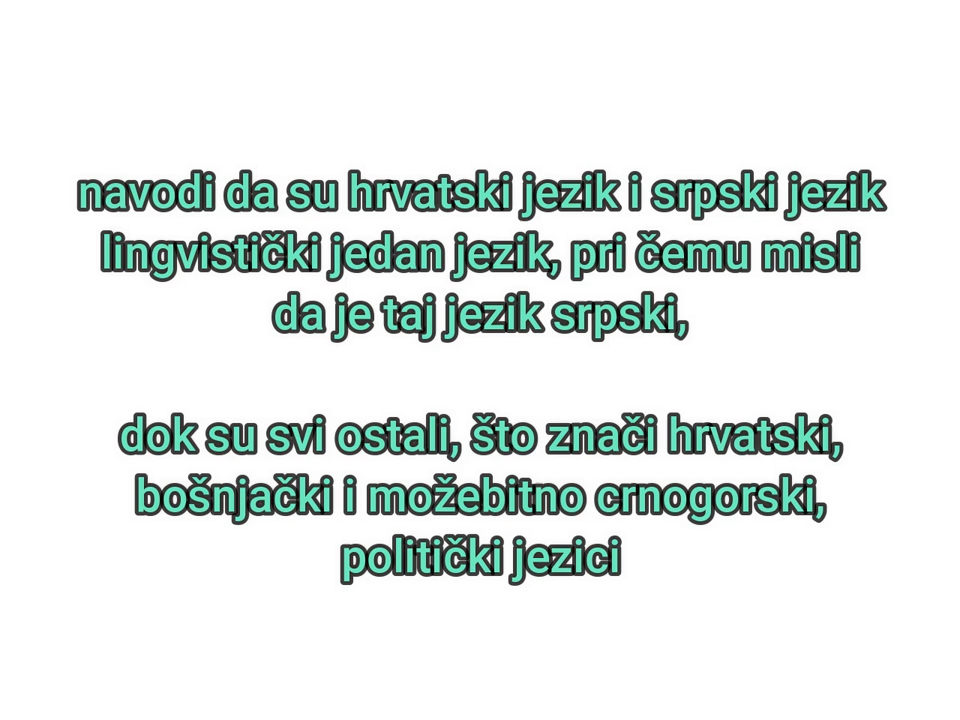 navodi da su hrvatski jezik i srpski jezik
lingvistički jedan jezik, pri čemu misli
da je taj jezik srpski,
dok su svi ostali, što znači hrvatski,
bošnjački i možebitno crnogorski,
politički jezici